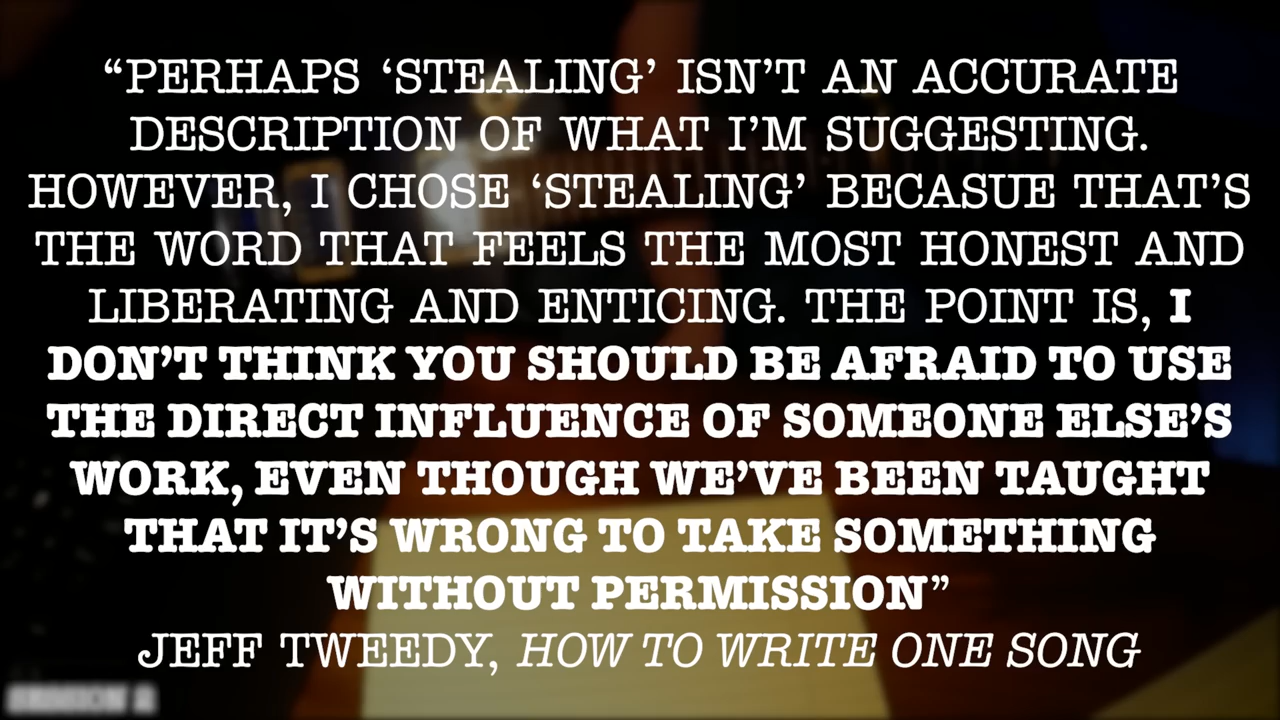 “PERHAPS ‘STEALING’ ISN’T AN ACCURATE
DESCRIPTION OF WHAT I’M SUGGESTING.
HOWEVER, I CHOSE ‘STEALING’ BECASUE THAT’S
THE WORD THAT FEELS THE MOST HONEST AND
LIBERATING AND ENTICING. THE POINT IS, I
DON’T THINK YOU SHOULD BE AFRAID TO USE
THE DIRECT INFLUENCE OF SOMEONE ELSE’S
WORK, EVEN THOUGH WE’VE BEEN TAUGHT
THAT IT’S WRONG TO TAKE SOMETHING
WITHOUT PERMISSION”
JEFF TWEEDY, HOW TO WRITE ONE SONG